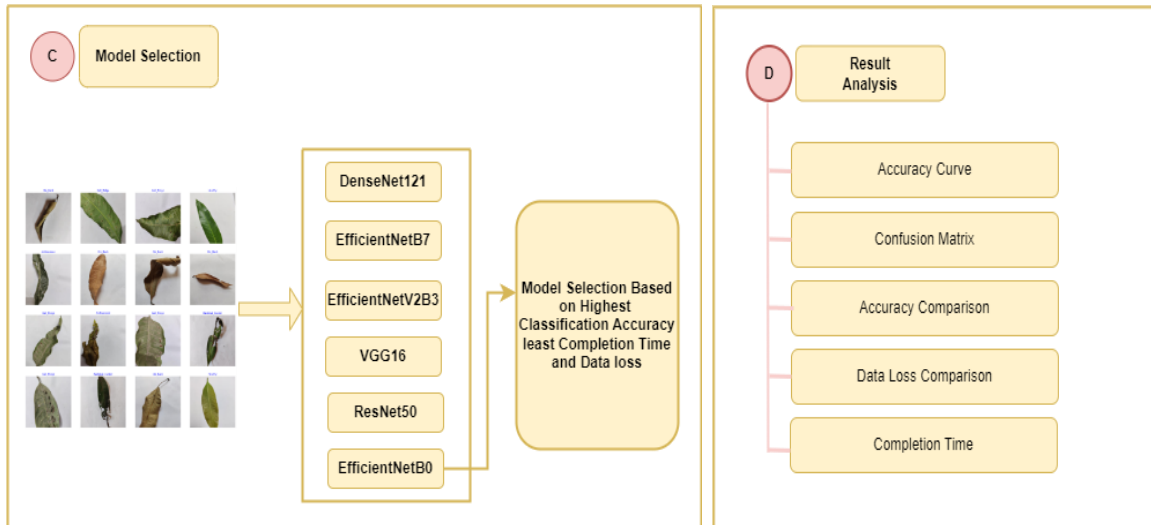 C
Model Selection
DenseNet121
EfficientNetB7
EfficientNetV2B3
VGG16
ResNet50
EfficientNetB0
Model Selection Based
on Highest
Classification Accuracy
least Completion Time
and Data loss
D
Result
Analysis
Accuracy Curve
Confusion Matrix
Accuracy Comparison
Data Loss Comparison
Completion Time